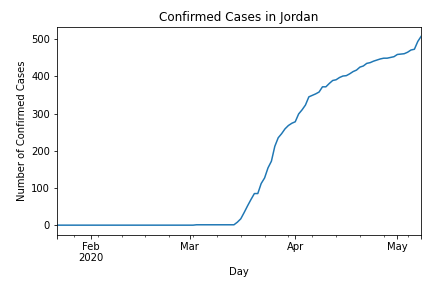 Confirmed Cases in Jordan
Number of Confirmed Cases
500
400
300
200
100
0
Feb Mar Apr May
2020
Day